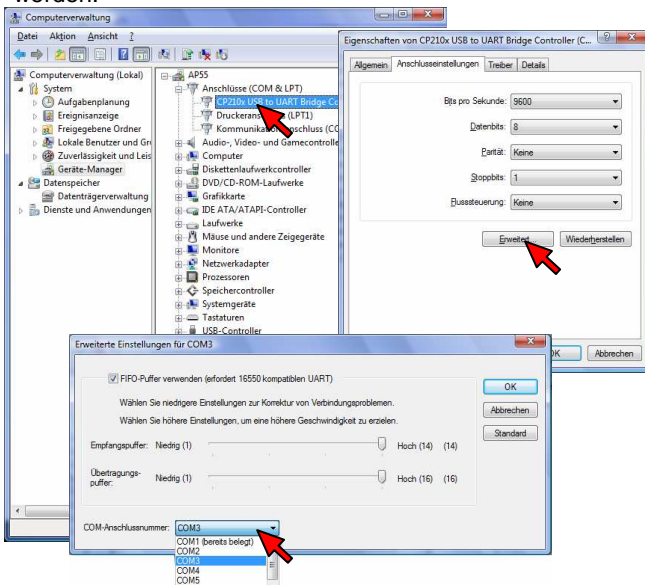 werden.
Computerverwaltung
Datei Aktion Ansicht ?
Computerverwaltung (Lokal)
System
Aufgabenplanung
Ereignisanzeige
Freigegebene Ordner
Lokale Benutzer und Gr
Zuverlässigkeit und Leis
Geräte-Manager
Datenspeicher
Datenträgerverwaltung
Dienste und Anwendungen
AP55
Anschlüsse (COM & LPT)
CP210x USB to UART Bridge Co
(LPT1)
(CO
Audio-, Video- und Gamecontrolle
Computer
Diskettenlaufwerkcontroller
DVD/CD-ROM-Laufwerke
Grafikkarte
IDE ATA/ATAPI-Controller
Laufwerke
Mäuse und andere Zeigegeräte
Monitore
Netzwerkadapter
Prozessoren
Speichercontroller
Systemgeräte
Tastaturen
USB-Controller
Eigenschaften von CP210x USB to UART Bridge Controller (C...
Allgemein Anschlusseinstellungen Treiber Details
Bits pro Sekunde: 9600
Datenbits: 8
Parität: Keine
Stoppbits: 1
Flusssteuerung: Keine
Erweitert... Wiederherstellen
OK Abbrechen
Erweiterte Einstellungen für COM3
FIFO-Puffer verwenden (erfordert 16550 kompatiblen UART)
Wählen Sie niedrigere Einstellungen zur Korrektur von Verbindungsproblemen.
Wählen Sie höhere Einstellungen, um eine höhere Geschwindigkeit zu erzielen.
OK
Abbrechen
Standard
Empfangspuffer: Niedrig (1) Hoch (14) (14)
Übertragungs-
puffer: Niedrig (1) Hoch (16) (16)
COM-Anschlussnummer: COM3
COM1 (bereits belegt)
COM2
COM3
COM4
COM5